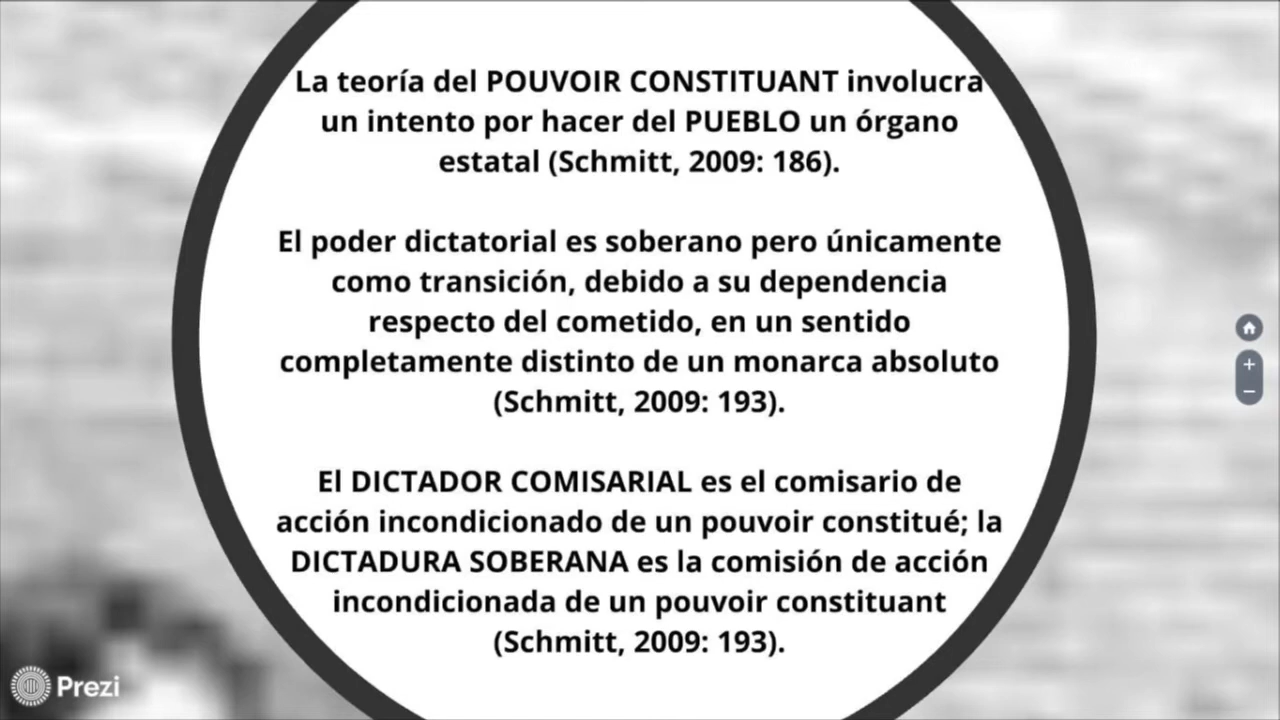 La teoría del POUVOIR CONSTITUANT involucra
un intento por hacer del PUEBLO un órgano
estatal (Schmitt, 2009: 186).
El poder dictatorial es soberano pero únicamente
como transición, debido a su dependencia
respecto del cometido, en un sentido
completamente distinto de un monarca absoluto
(Schmitt, 2009: 193).
El DICTADOR COMISARIAL es el comisario de
acción incondicionado de un pouvoir constitué; la
DICTADURA SOBERANA es la comisión de acción
incondicionada de un pouvoir constituant
(Schmitt, 2009: 193).
Prezi